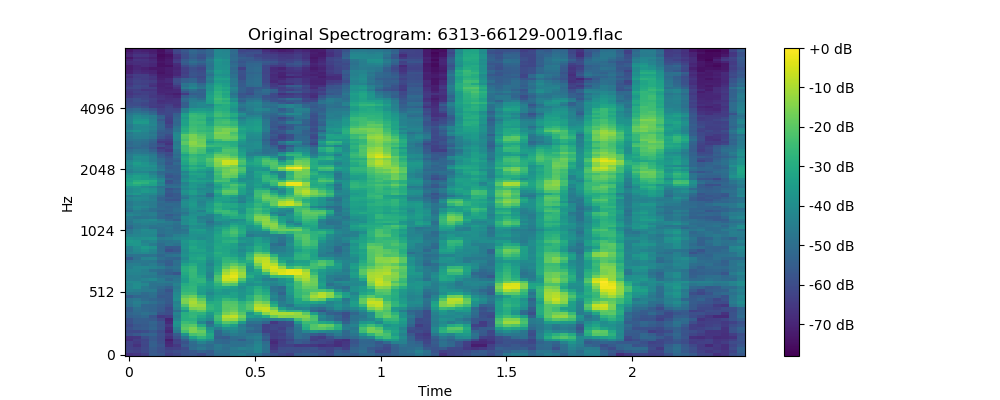 Original Spectrogram: 6313-66129-0019.flac
Hz
4096
2048
1024
512
0
0
0.5
1
1.5
2
Time
+0 dB
-10 dB
-20 dB
-30 dB
-40 dB
-50 dB
-60 dB
-70 dB